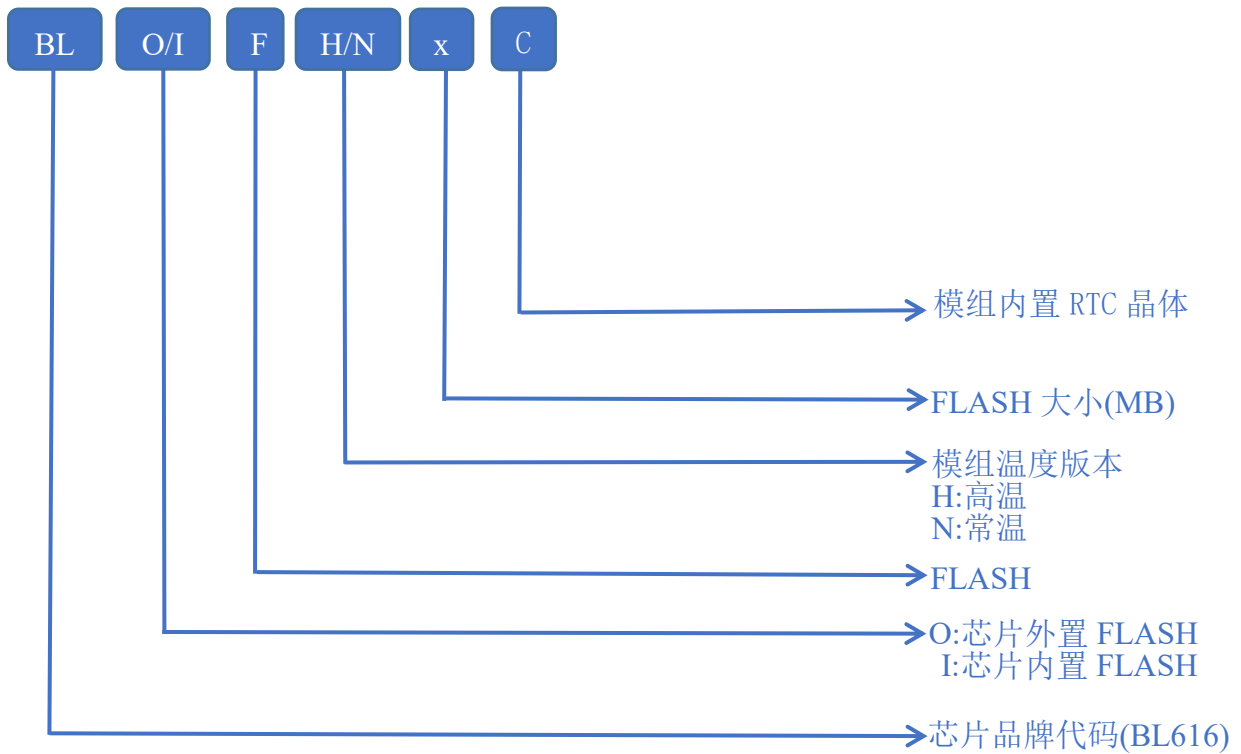 BL O/I F H/N x C
模组内置 RTC 晶体
FLASH 大小(MB)
模组温度版本
H:高温
N:常温
FLASH
O:芯片外置 FLASH
I:芯片内置 FLASH
芯片品牌代码(BL616)